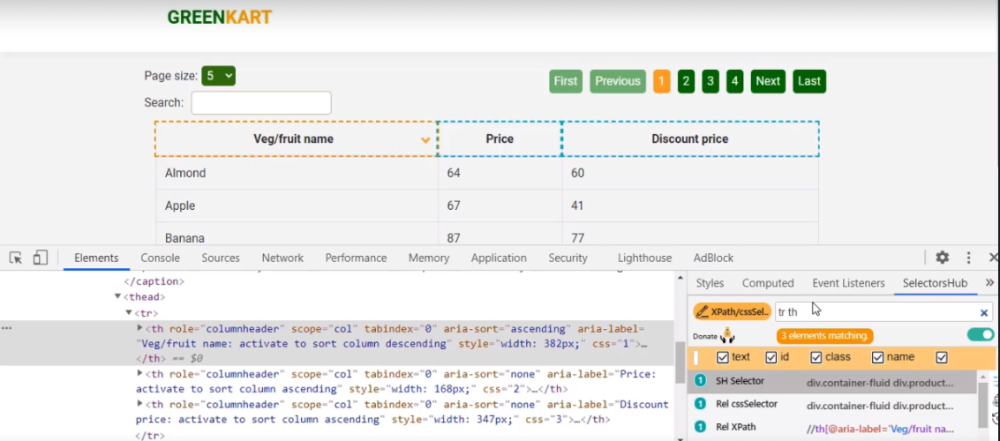 GREENKART
Page size: 5
First Previous 1 2 3 4 Next Last
Search:
Veg/fruit name Price Discount price
Almond 64 60
Apple 67 41
Banana 87 77
Elements Console Sources Network Performance Memory Application Security Lighthouse AdBlock
</caption>
▼<thead>
▼<tr>
▶<th role="columnheader" scope="col" tabindex="0" aria-sort="ascending" aria-label=
"Veg/fruit name: activate to sort column descending" style="width: 382px;" css="1">…
</th> == $0
▶<th role="columnheader" scope="col" tabindex="0" aria-sort="none" aria-label="Price:
activate to sort column ascending" style="width: 168px;" css="2">…</th>
▶<th role="columnheader" scope="col" tabindex="0" aria-sort="none" aria-label="Discount
price: activate to sort column ascending" style="width: 347px;" css="3">…</th>
</tr>
Styles Computed Event Listeners SelectorsHub »
XPath/cssSel.. tr th
Donate 3 elements matching.
text id class name
1 SH Selector div.container-fluid div.product...
1 Rel cssSelector div.container-fluid div.product...
1 Rel XPath //th[@aria-label='Veg/fruit na...